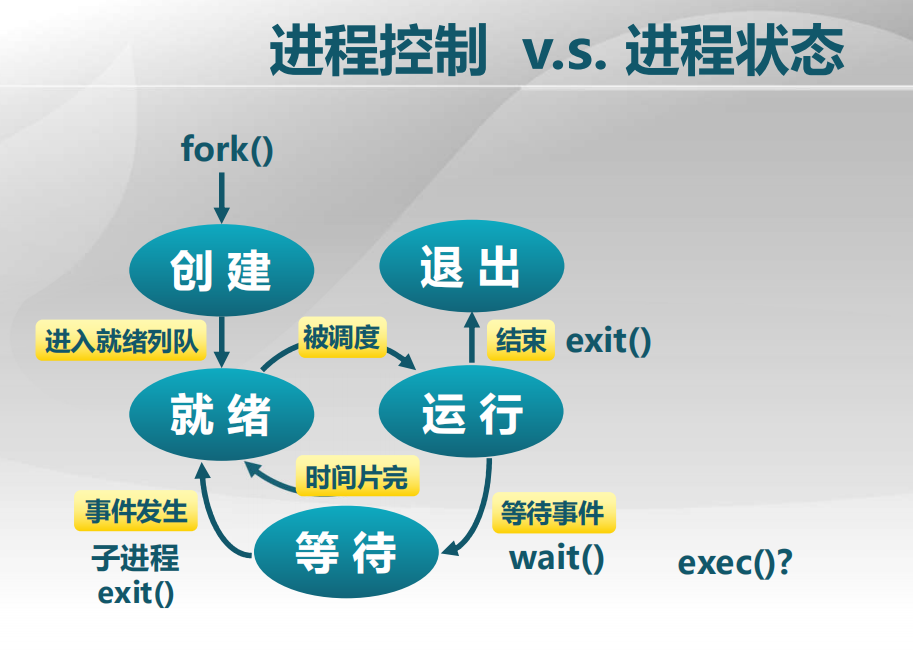 进程控制 v.s. 进程状态
fork()
创建
退出
进入就绪列队
被调度
结束
exit()
就绪
运行
时间片完
事件发生
等待事件
子进程
exit()
等待
wait()
exec()?